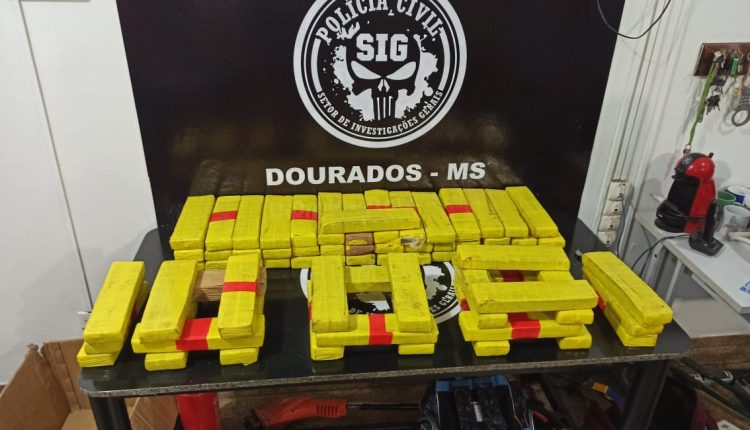 POLÍCIA CIVIL
SIG
SETOR DE INVESTIGAÇÕES GERAIS
DOURADOS - MS